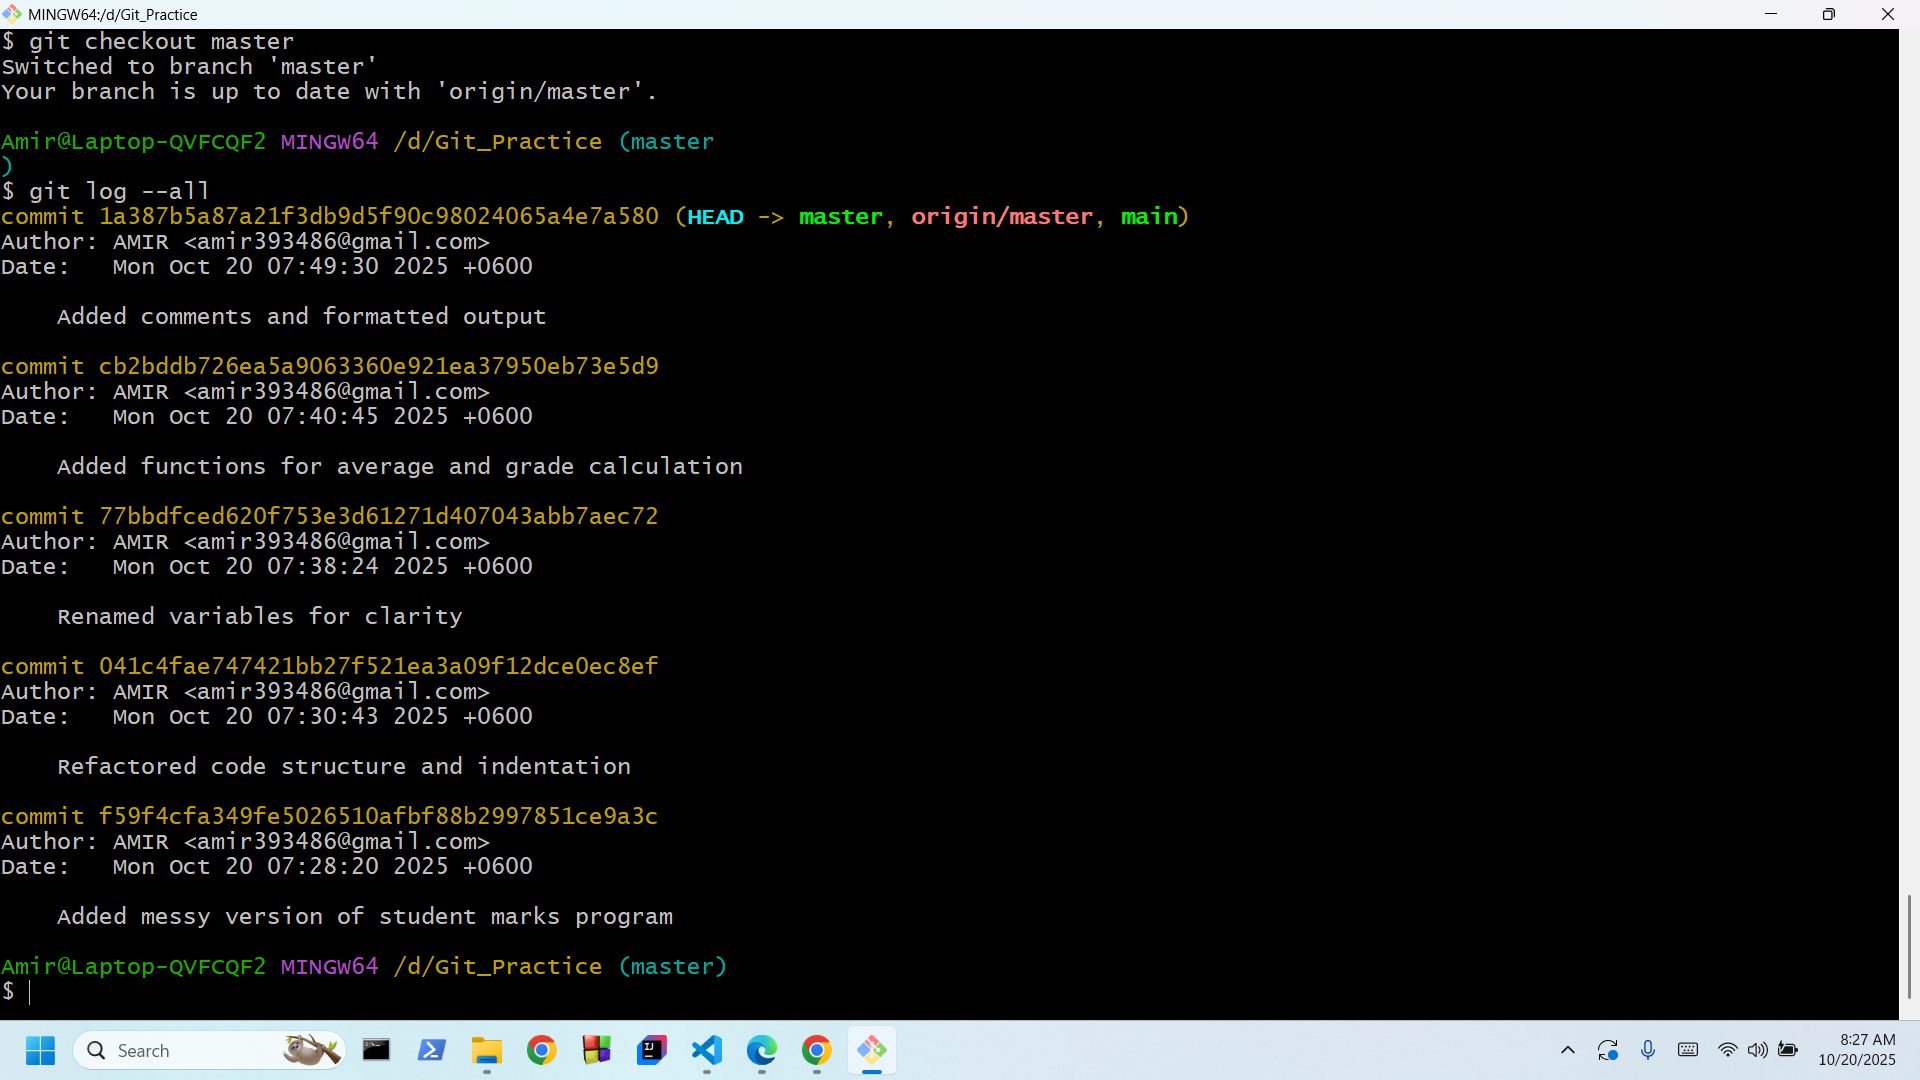 MINGW64:/d/Git_Practice
$ git checkout master
Switched to branch 'master'
Your branch is up to date with 'origin/master'.
Amir@Laptop-QVFCQF2 MINGW64 /d/Git_Practice (master
)
$ git log --all
commit 1a387b5a87a21f3db9d5f90c98024065a4e7a580 (HEAD -> master, origin/master, main)
Author: AMIR <amir393486@gmail.com>
Date:   Mon Oct 20 07:49:30 2025 +0600
    Added comments and formatted output
commit cb2bddb726ea5a9063360e921ea37950eb73e5d9
Author: AMIR <amir393486@gmail.com>
Date:   Mon Oct 20 07:40:45 2025 +0600
    Added functions for average and grade calculation
commit 77bbdfced620f753e3d61271d407043abb7aec72
Author: AMIR <amir393486@gmail.com>
Date:   Mon Oct 20 07:38:24 2025 +0600
    Renamed variables for clarity
commit 041c4fae747421bb27f521ea3a09f12dce0ec8ef
Author: AMIR <amir393486@gmail.com>
Date:   Mon Oct 20 07:30:43 2025 +0600
    Refactored code structure and indentation
commit f59f4cfa349fe5026510afbf88b2997851ce9a3c
Author: AMIR <amir393486@gmail.com>
Date:   Mon Oct 20 07:28:20 2025 +0600
    Added messy version of student marks program
Amir@Laptop-QVFCQF2 MINGW64 /d/Git_Practice (master)
$
Search
8:27 AM
10/20/2025